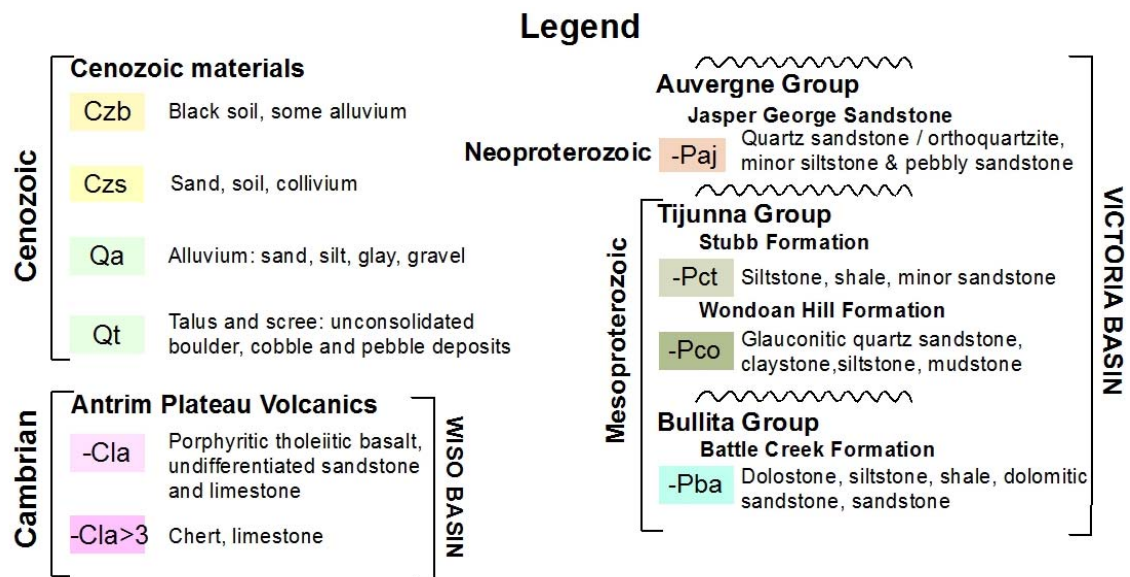 Legend
Cenozoic
Cenozoic materials
Czb
Black soil, some alluvium
Czs
Sand, soil, collivium
Qa
Alluvium: sand, silt, glay, gravel
Qt
Talus and scree: unconsolidated
boulder, cobble and pebble deposits
Cambrian
Antrim Plateau Volcanics
-Cla
Porphyritic tholeiitic basalt,
undifferentiated sandstone
and limestone
-Cla>3
Chert, limestone
WISO BASIN
Auvergne Group
Jasper George Sandstone
Neoproterozoic
-Paj
Quartz sandstone / orthoquartzite,
minor siltstone & pebbly sandstone
Mesoproterozoic
Tijunna Group
Stubb Formation
-Pct
Siltstone, shale, minor sandstone
Wondoan Hill Formation
-Pco
Glauconitic quartz sandstone,
claystone,siltstone, mudstone
Bullita Group
Battle Creek Formation
-Pba
Dolostone, siltstone, shale, dolomitic
sandstone, sandstone
VICTORIA BASIN